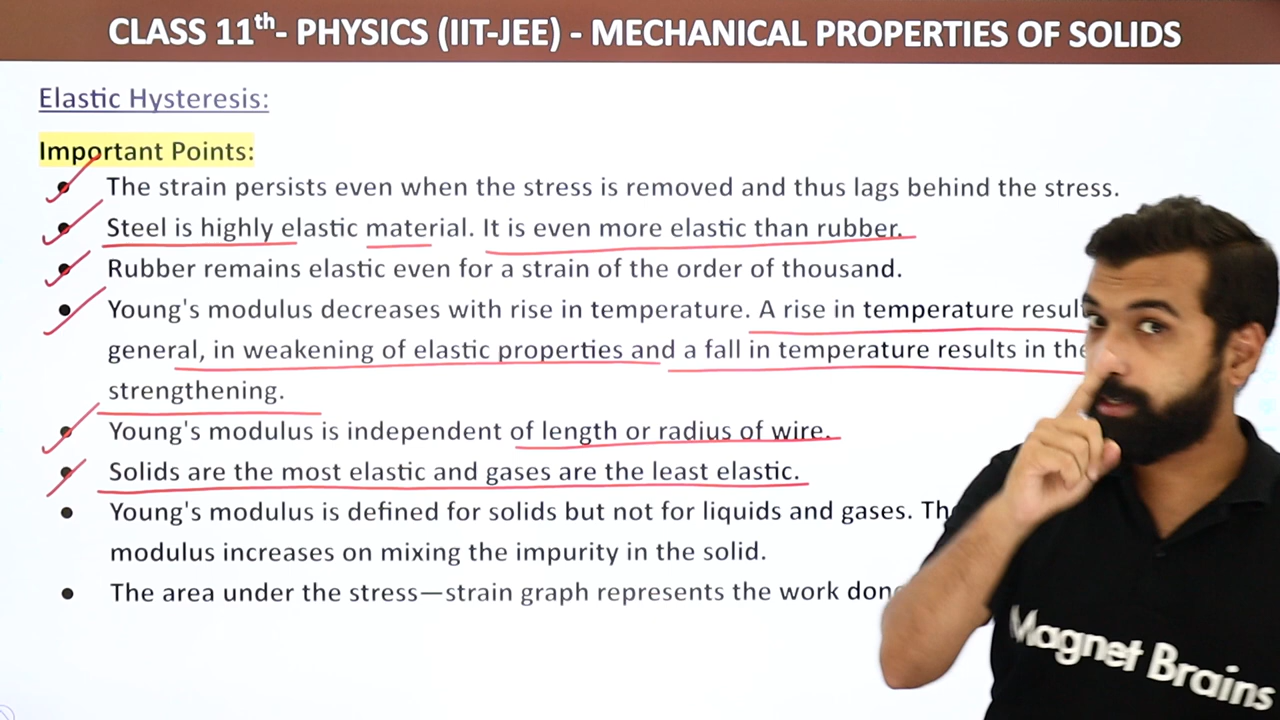 CLASS 11th- PHYSICS (IIT-JEE) - MECHANICAL PROPERTIES OF SOLIDS
Elastic Hysteresis:
Important Points:
• The strain persists even when the stress is removed and thus lags behind the stress.
• Steel is highly elastic material. It is even more elastic than rubber.
• Rubber remains elastic even for a strain of the order of thousand.
• Young's modulus decreases with rise in temperature. A rise in temperature
general, in weakening of elastic properties and a fall in temperature results in
strengthening.
• Young's modulus is independent of length or radius of wire.
• Solids are the most elastic and gases are the least elastic.
• Young's modulus is defined for solids but not for liquids and gases.
modulus increases on mixing the impurity in the solid.
• The area under the stress—strain graph represents the work
Magnet Brains